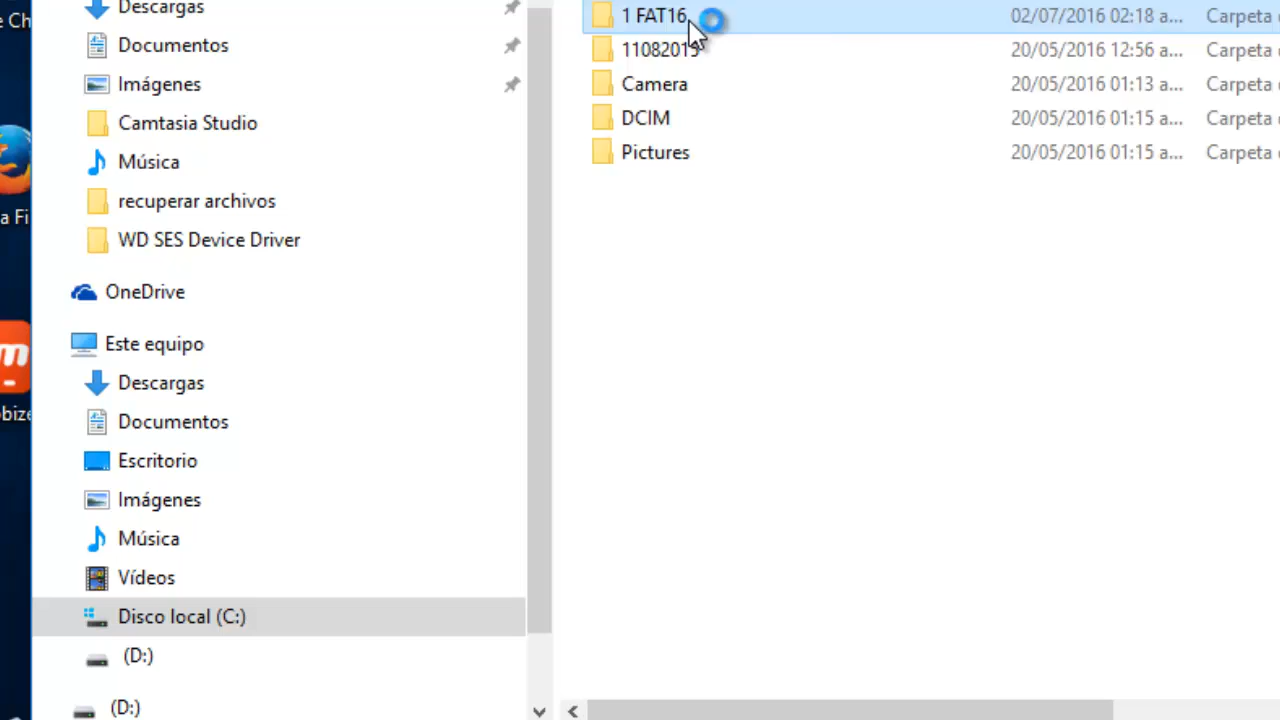 e Ch
a Fi
m
obize
Descargas
Documentos
Imágenes
Camtasia Studio
Música
recuperar archivos
WD SES Device Driver
OneDrive
Este equipo
Descargas
Documentos
Escritorio
Imágenes
Música
Vídeos
Disco local (C:)
(D:)
(D:)
1 FAT16 02/07/2016 02:18 a... Carpeta
11082015 20/05/2016 12:56 a... Carpeta
Camera 20/05/2016 01:13 a... Carpeta
DCIM 20/05/2016 01:15 a... Carpeta
Pictures 20/05/2016 01:15 a... Carpeta